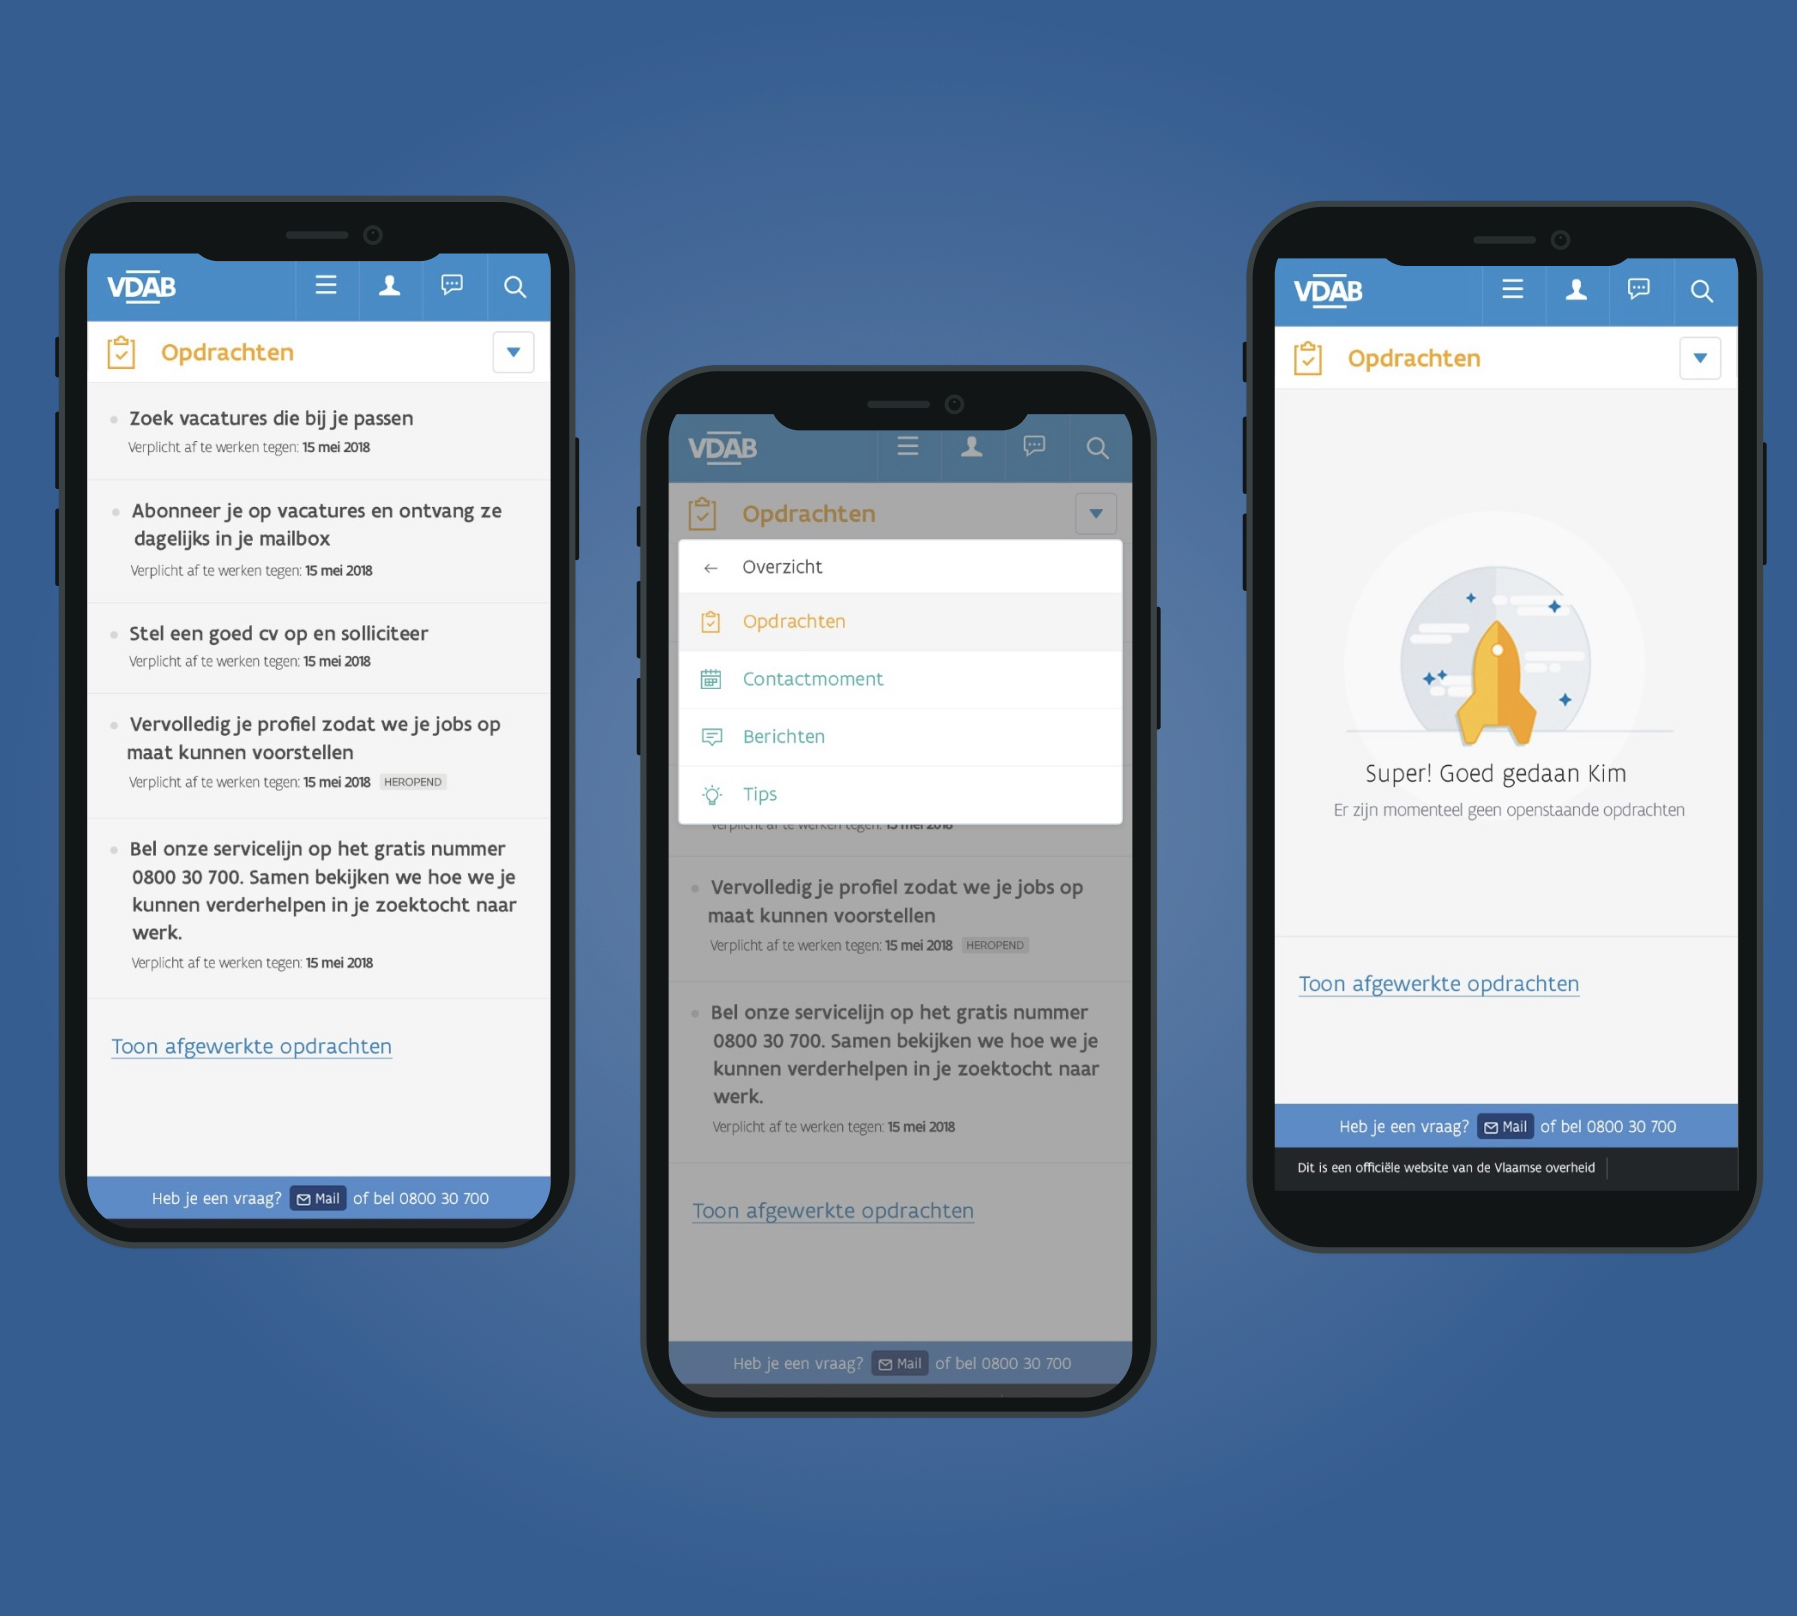 VDAB
Opdrachten
Zoek vacatures die bij je passen
Verplicht af te werken tegen: 15 mei 2018
Abonneer je op vacatures en ontvang ze
dagelijks in je mailbox
Verplicht af te werken tegen: 15 mei 2018
Stel een goed cv op en solliciteer
Verplicht af te werken tegen: 15 mei 2018
Vervolledig je profiel zodat we je jobs op
maat kunnen voorstellen
Verplicht af te werken tegen: 15 mei 2018 HEROPEND
Bel onze servicelijn op het gratis nummer
0800 30 700. Samen bekijken we hoe we je
kunnen verderhelpen in je zoektocht naar
werk.
Verplicht af te werken tegen: 15 mei 2018
Toon afgewerkte opdrachten
Heb je een vraag? Mail of bel 0800 30 700
VDAB
Opdrachten
Overzicht
Opdrachten
Contactmoment
Berichten
Tips
Verplicht af te werken tegen: 15 mei 2018
Vervolledig je profiel zodat we je jobs op
maat kunnen voorstellen
Verplicht af te werken tegen: 15 mei 2018 HEROPEND
Bel onze servicelijn op het gratis nummer
0800 30 700. Samen bekijken we hoe we je
kunnen verderhelpen in je zoektocht naar
werk.
Verplicht af te werken tegen: 15 mei 2018
Toon afgewerkte opdrachten
Heb je een vraag? Mail of bel 0800 30 700
VDAB
Opdrachten
Super! Goed gedaan Kim
Er zijn momenteel geen openstaande opdrachten
Toon afgewerkte opdrachten
Heb je een vraag? Mail of bel 0800 30 700
Dit is een officiële website van de Vlaamse overheid